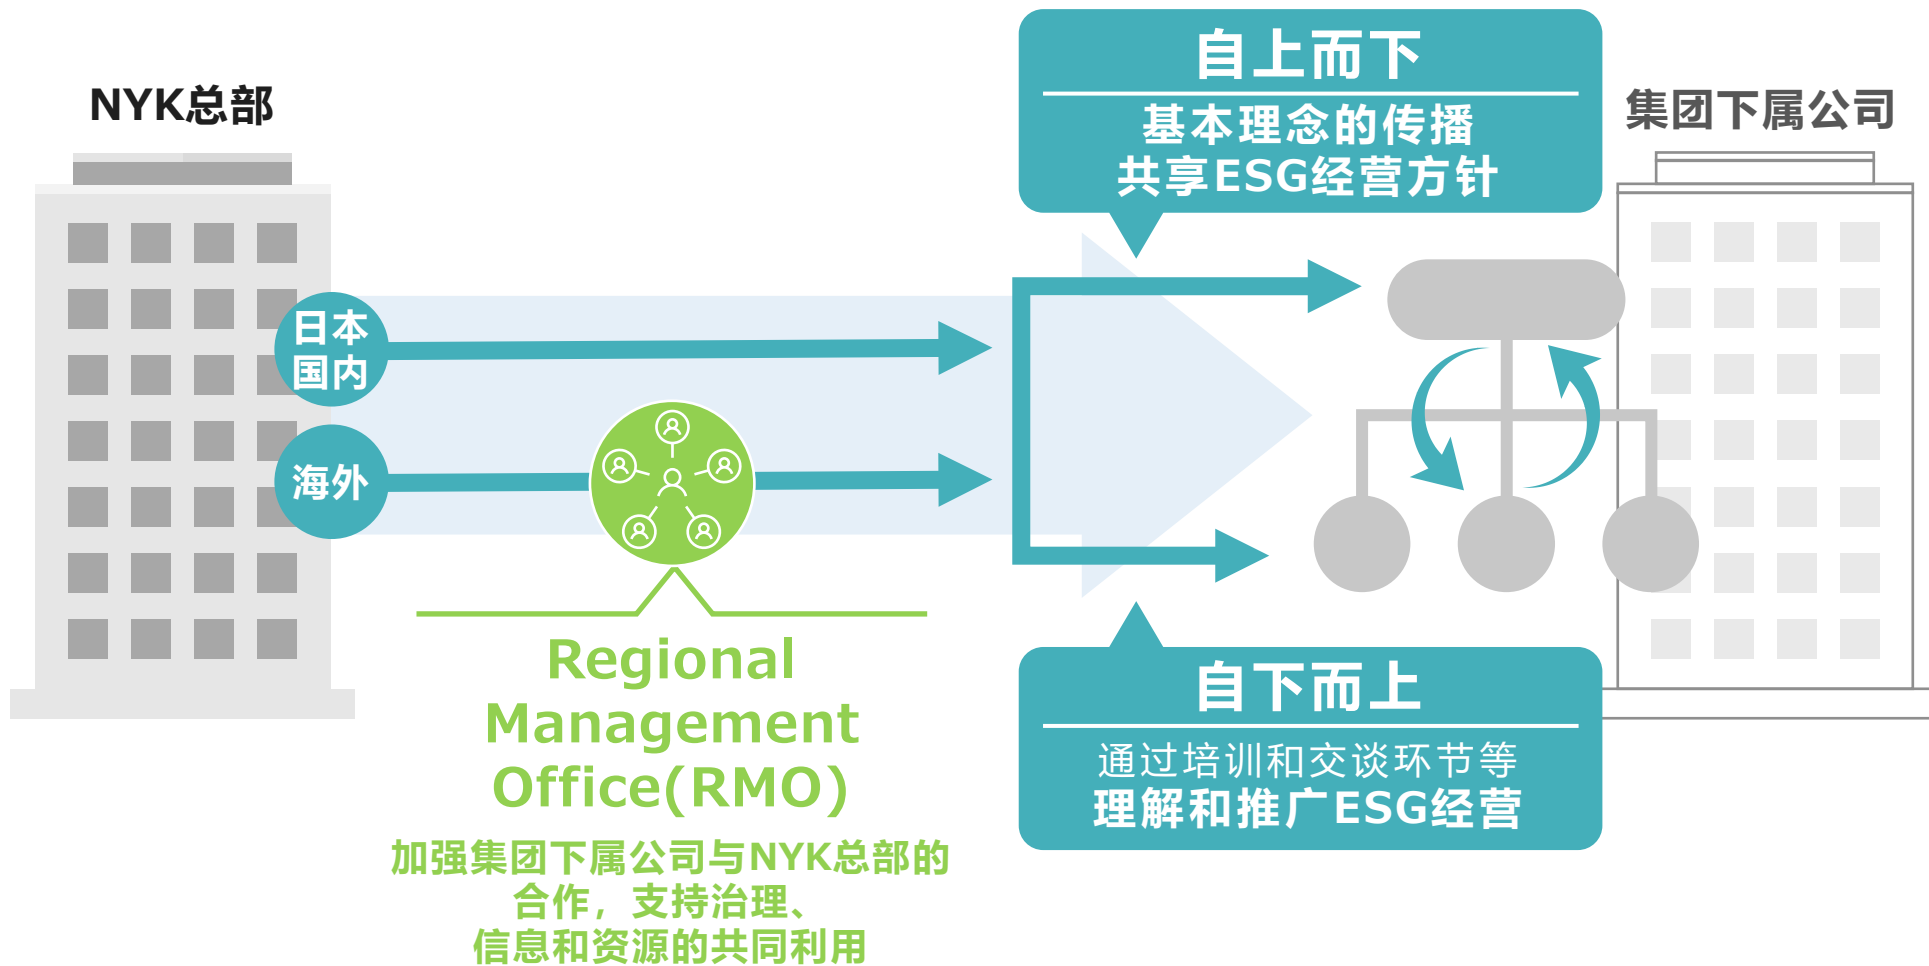 NYK总部
日本
国内
海外
Regional
Management
Office(RMO)
加强集团下属公司与NYK总部的
合作，支持治理、
信息和资源的共同利用
自上而下
基本理念的传播
共享ESG经营方针
自下而上
通过培训和交谈环节等
理解和推广ESG经营
集团下属公司